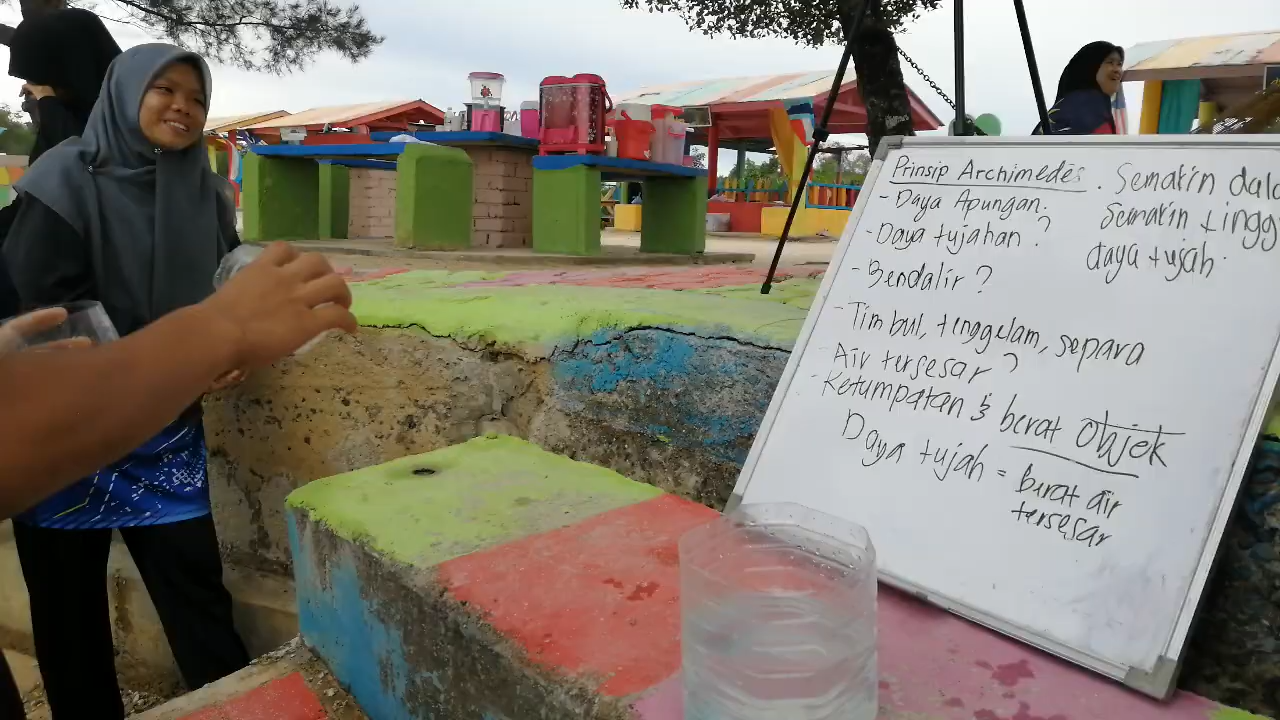 Prinsip Archimedes.
- Daya Apungan.
- Daya tujahan?
- Bendalir?
- Timbul, tenggelam, separa
- Air tersesar?
- Ketumpatan & berat objek
Daya tujah = berat air
tersesar
Semakin
Semakin tingg
daya tujah.